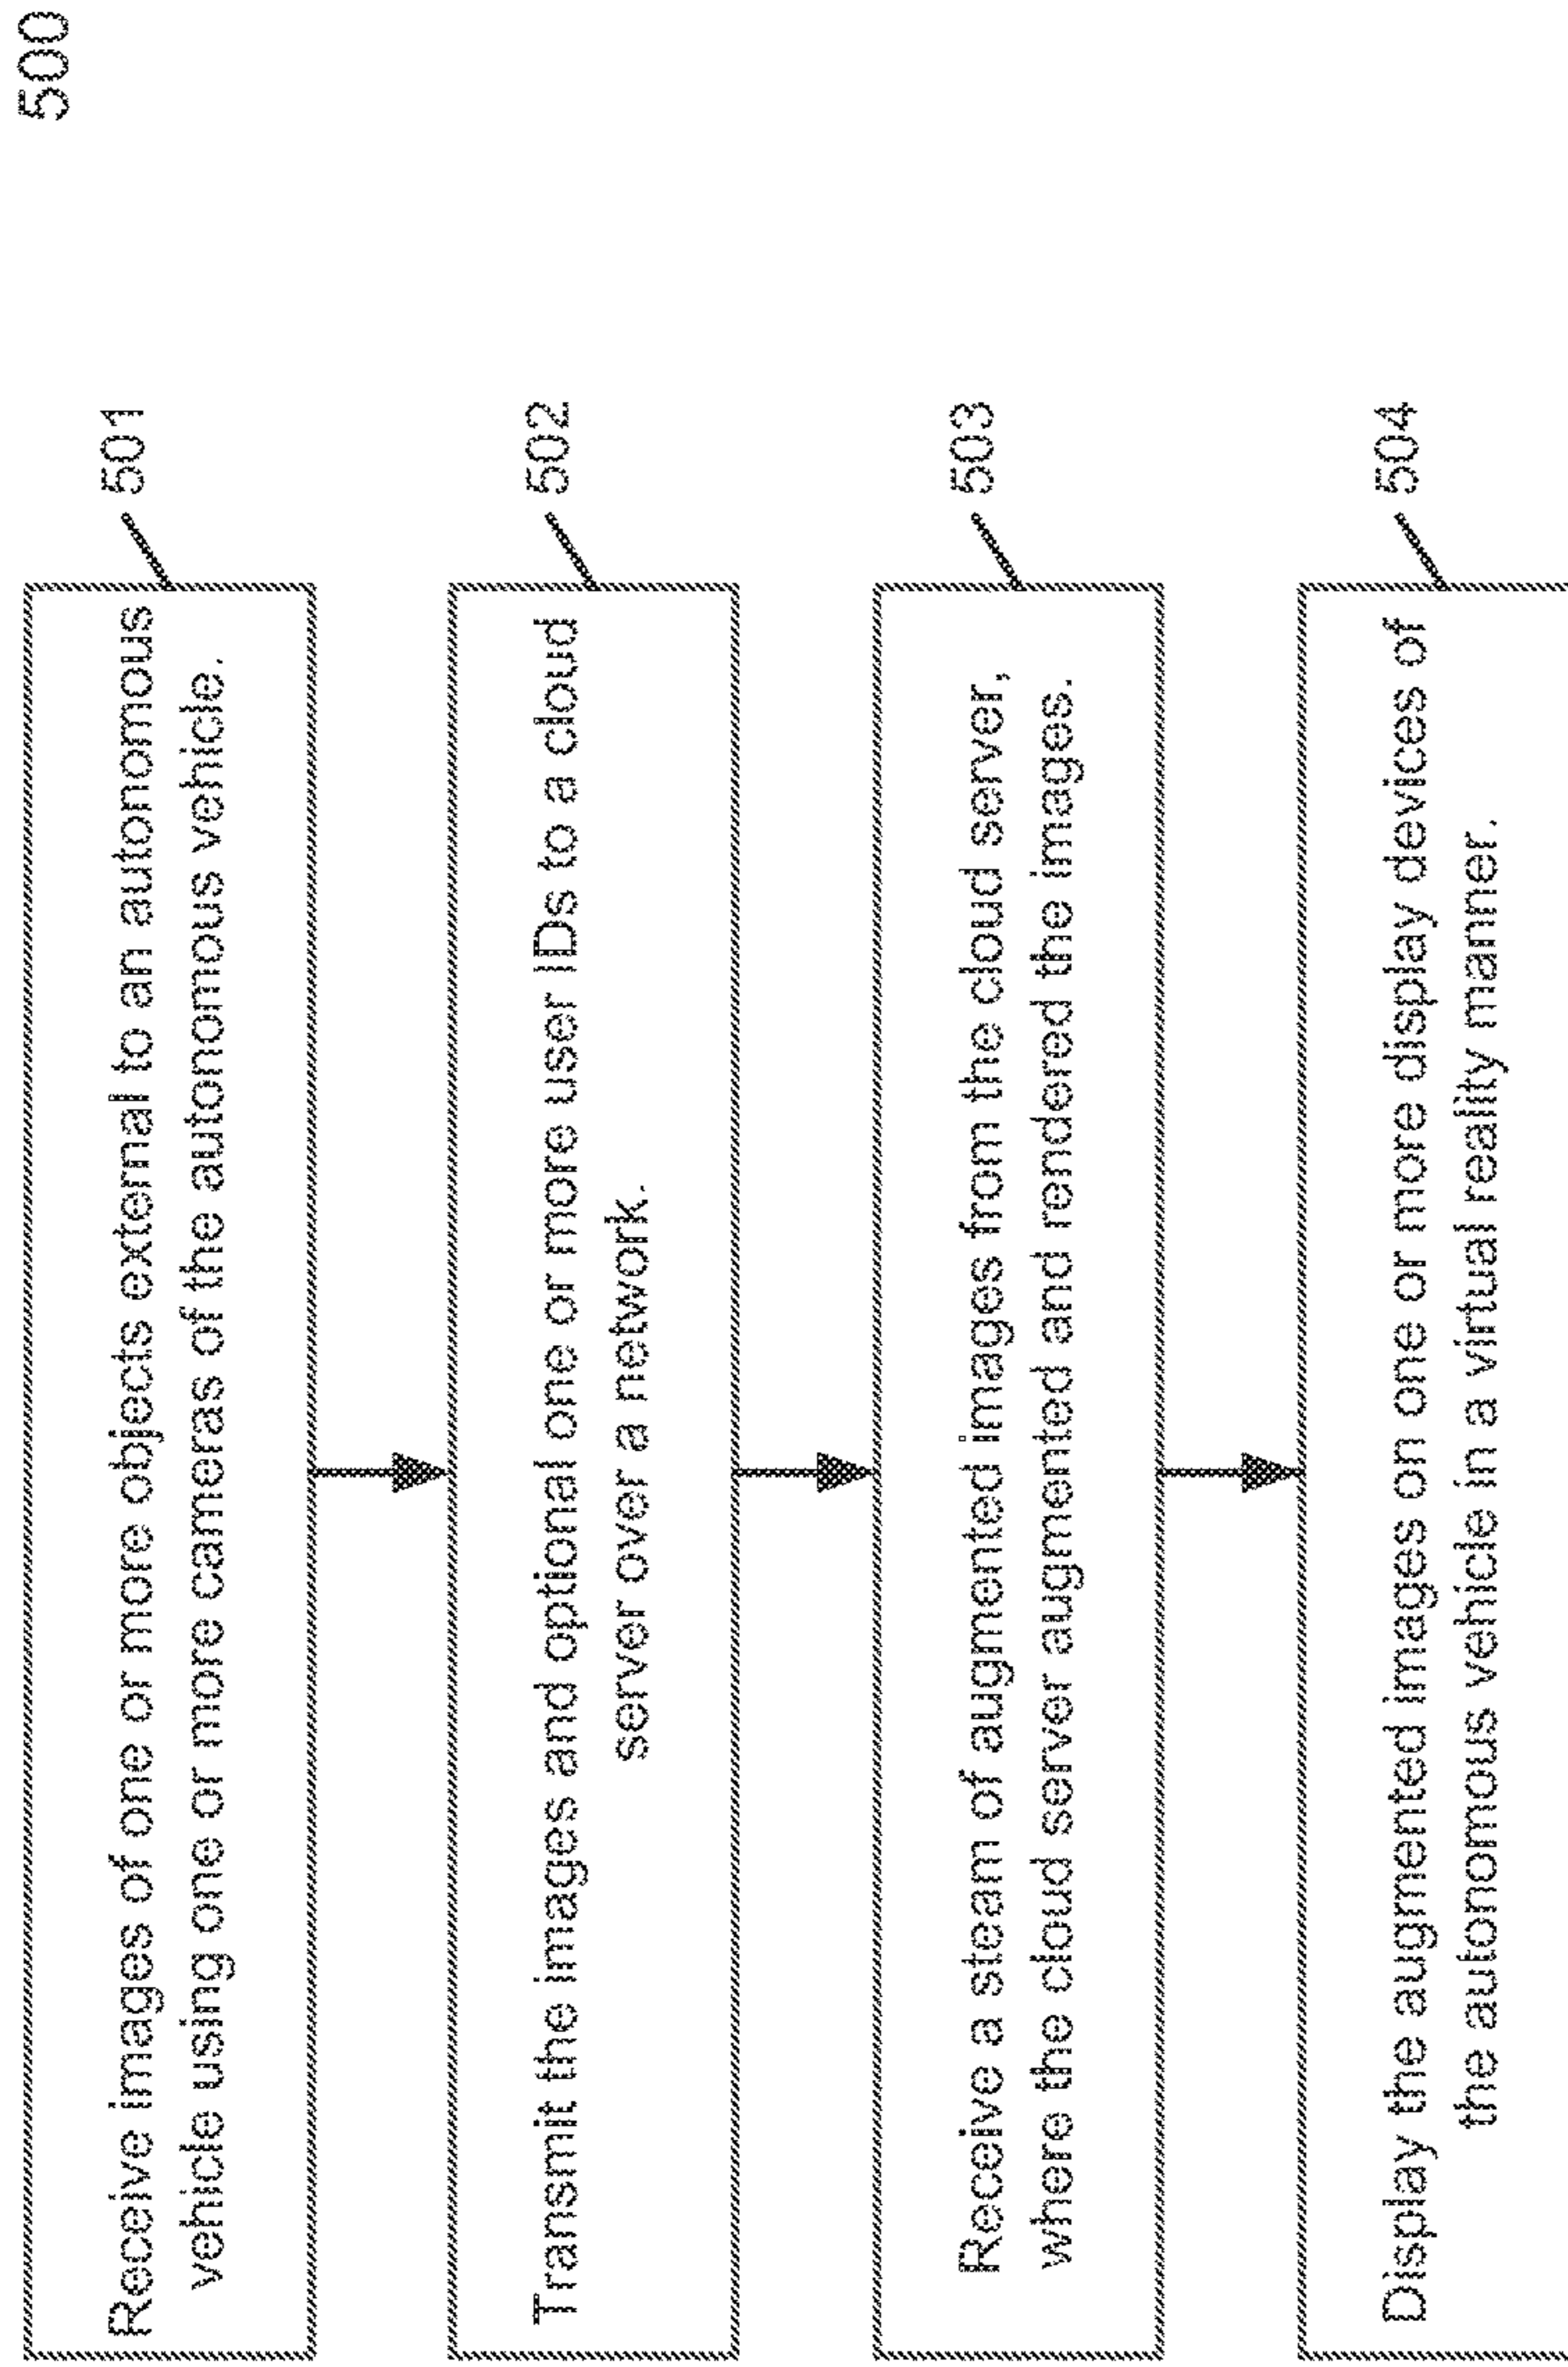 500
501
Receive images of one or more objects external to an autonomous
vehicle using one or more cameras of the autonomous vehicle.
502
Transmit the images and optional one or more user IDs to a cloud
server over a network.
503
Receive a steam of augmented images from the cloud server,
where the cloud server augmented and rendered the images.
504
Display the augmented images on one or more display devices of
the autonomous vehicle in a virtual reality manner.